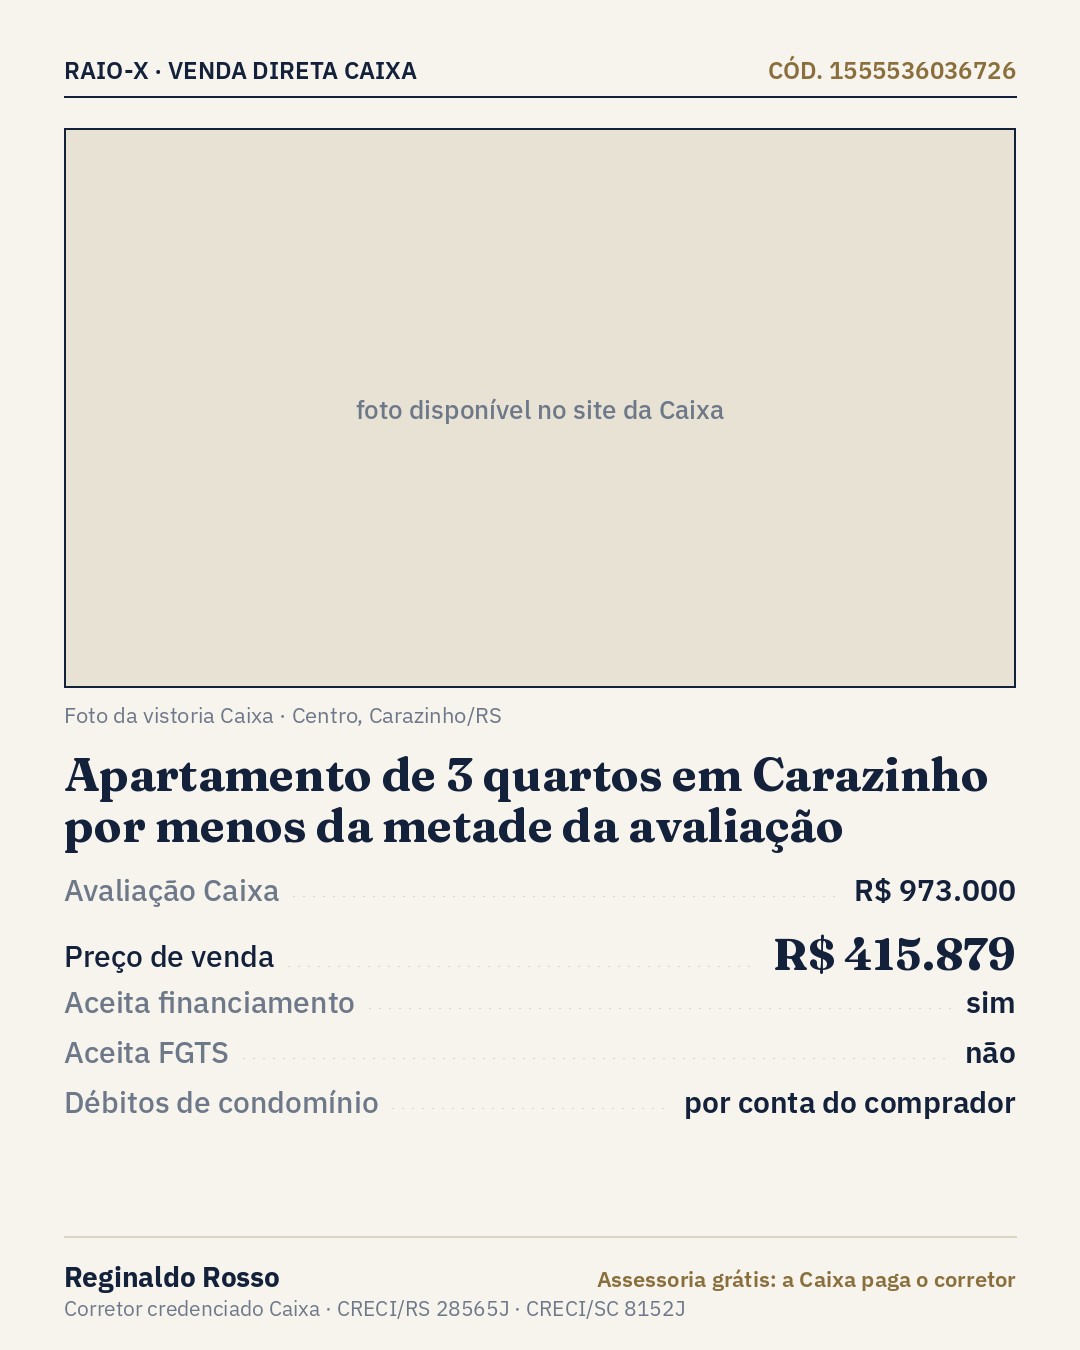 RAIO-X · VENDA DIRETA CAIXA
CÓD. 1555536036726
foto disponível no site da Caixa
Foto da vistoria Caixa · Centro, Carazinho/RS
Apartamento de 3 quartos em Carazinho
por menos da metade da avaliação
Avaliação Caixa R$ 973.000
Preço de venda R$ 415.879
Aceita financiamento sim
Aceita FGTS não
Débitos de condomínio por conta do comprador
Reginaldo Rosso
Assessoria grátis: a Caixa paga o corretor
Corretor credenciado Caixa · CRECI/RS 28565J · CRECI/SC 8152J